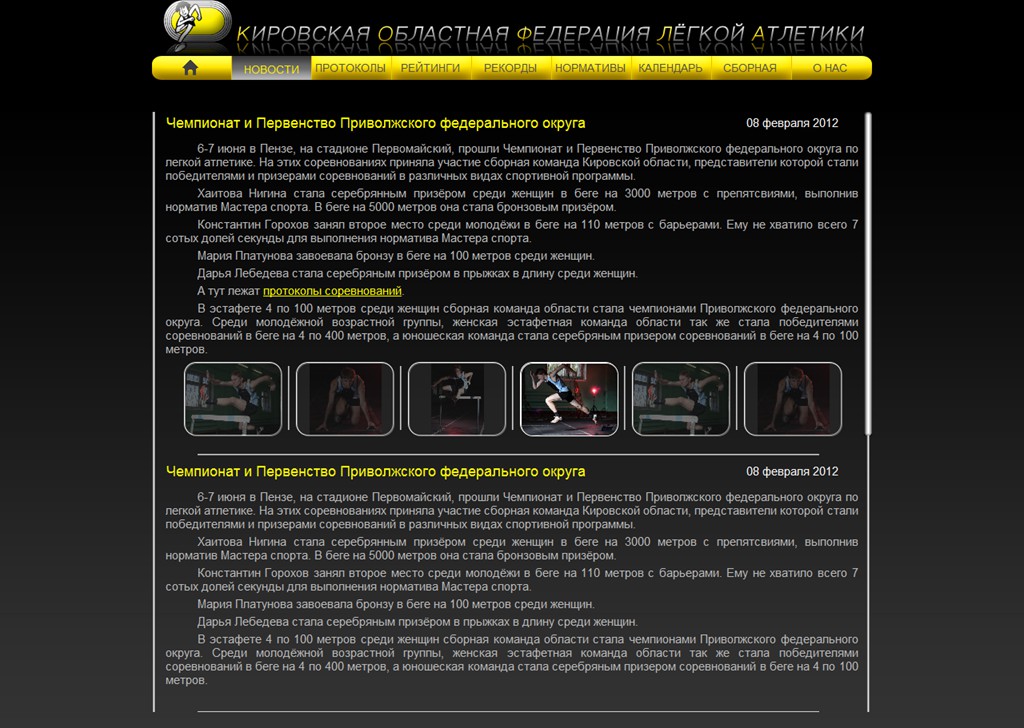 КИРОВСКАЯ ОБЛАСТНАЯ ФЕДЕРАЦИЯ ЛЁГКОЙ АТЛЕТИКИ
НОВОСТИ ПРОТОКОЛЫ РЕЙТИНГИ РЕКОРДЫ НОРМАТИВЫ КАЛЕНДАРЬ СБОРНАЯ О НАС
Чемпионат и Первенство Приволжского федерального округа 08 февраля 2012
6-7 июня в Пензе, на стадионе Первомайский, прошли Чемпионат и Первенство Приволжского федерального округа по
легкой атлетике. На этих соревнованиях приняла участие сборная команда Кировской области, представители которой стали
победителями и призерами соревнований в различных видах спортивной программы.
Хаитова Нигина стала серебряным призёром среди женщин в беге на 3000 метров с препятсвиями, выполнив
норматив Мастера спорта. В беге на 5000 метров она стала бронзовым призёром.
Константин Горохов занял второе место среди молодёжи в беге на 110 метров с барьерами. Ему не хватило всего 7
сотых долей секунды для выполнения норматива Мастера спорта.
Мария Платунова завоевала бронзу в беге на 100 метров среди женщин.
Дарья Лебедева стала серебряным призёром в прыжках в длину среди женщин.
А тут лежат протоколы соревнований.
В эстафете 4 по 100 метров среди женщин сборная команда области стала чемпионами Приволжского федерального
округа. Среди молодёжной возрастной группы, женская эстафетная команда области так же стала победителями
соревнований в беге на 4 по 400 метров, а юношеская команда стала серебряным призером соревнований в беге на 4 по 100
метров.
Чемпионат и Первенство Приволжского федерального округа 08 февраля 2012
6-7 июня в Пензе, на стадионе Первомайский, прошли Чемпионат и Первенство Приволжского федерального округа по
легкой атлетике. На этих соревнованиях приняла участие сборная команда Кировской области, представители которой стали
победителями и призерами соревнований в различных видах спортивной программы.
Хаитова Нигина стала серебряным призёром среди женщин в беге на 3000 метров с препятсвиями, выполнив
норматив Мастера спорта. В беге на 5000 метров она стала бронзовым призёром.
Константин Горохов занял второе место среди молодёжи в беге на 110 метров с барьерами. Ему не хватило всего 7
сотых долей секунды для выполнения норматива Мастера спорта.
Мария Платунова завоевала бронзу в беге на 100 метров среди женщин.
Дарья Лебедева стала серебряным призёром в прыжках в длину среди женщин.
В эстафете 4 по 100 метров среди женщин сборная команда области стала чемпионами Приволжского федерального
округа. Среди молодёжной возрастной группы, женская эстафетная команда области так же стала победителями
соревнований в беге на 4 по 400 метров, а юношеская команда стала серебряным призером соревнований в беге на 4 по 100
метров.